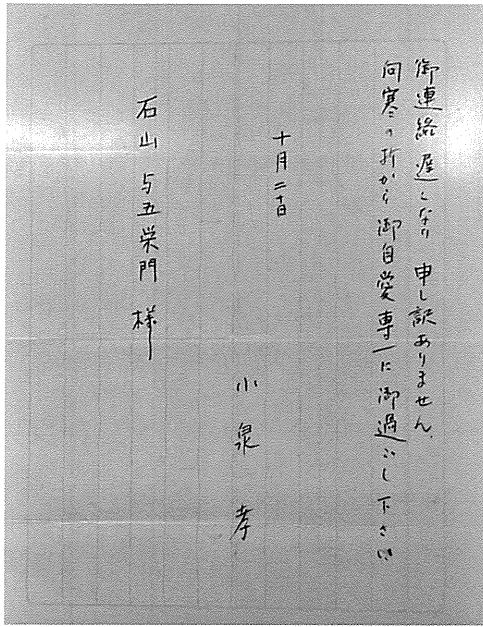 御連絡遅くなり 申し訳ありません。
向寒の折から御自愛専一に御過ごし下さい
十月二十日
小泉 孝
石山 与五栄門 様